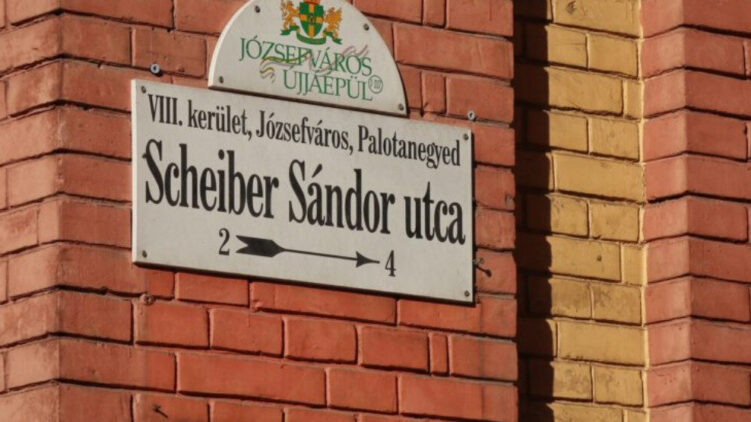 JÓZSEFVÁROS
ÚJJÁÉPÜL
VIII. kerület, Józsefváros, Palotanegyed
Scheiber Sándor utca
2 4